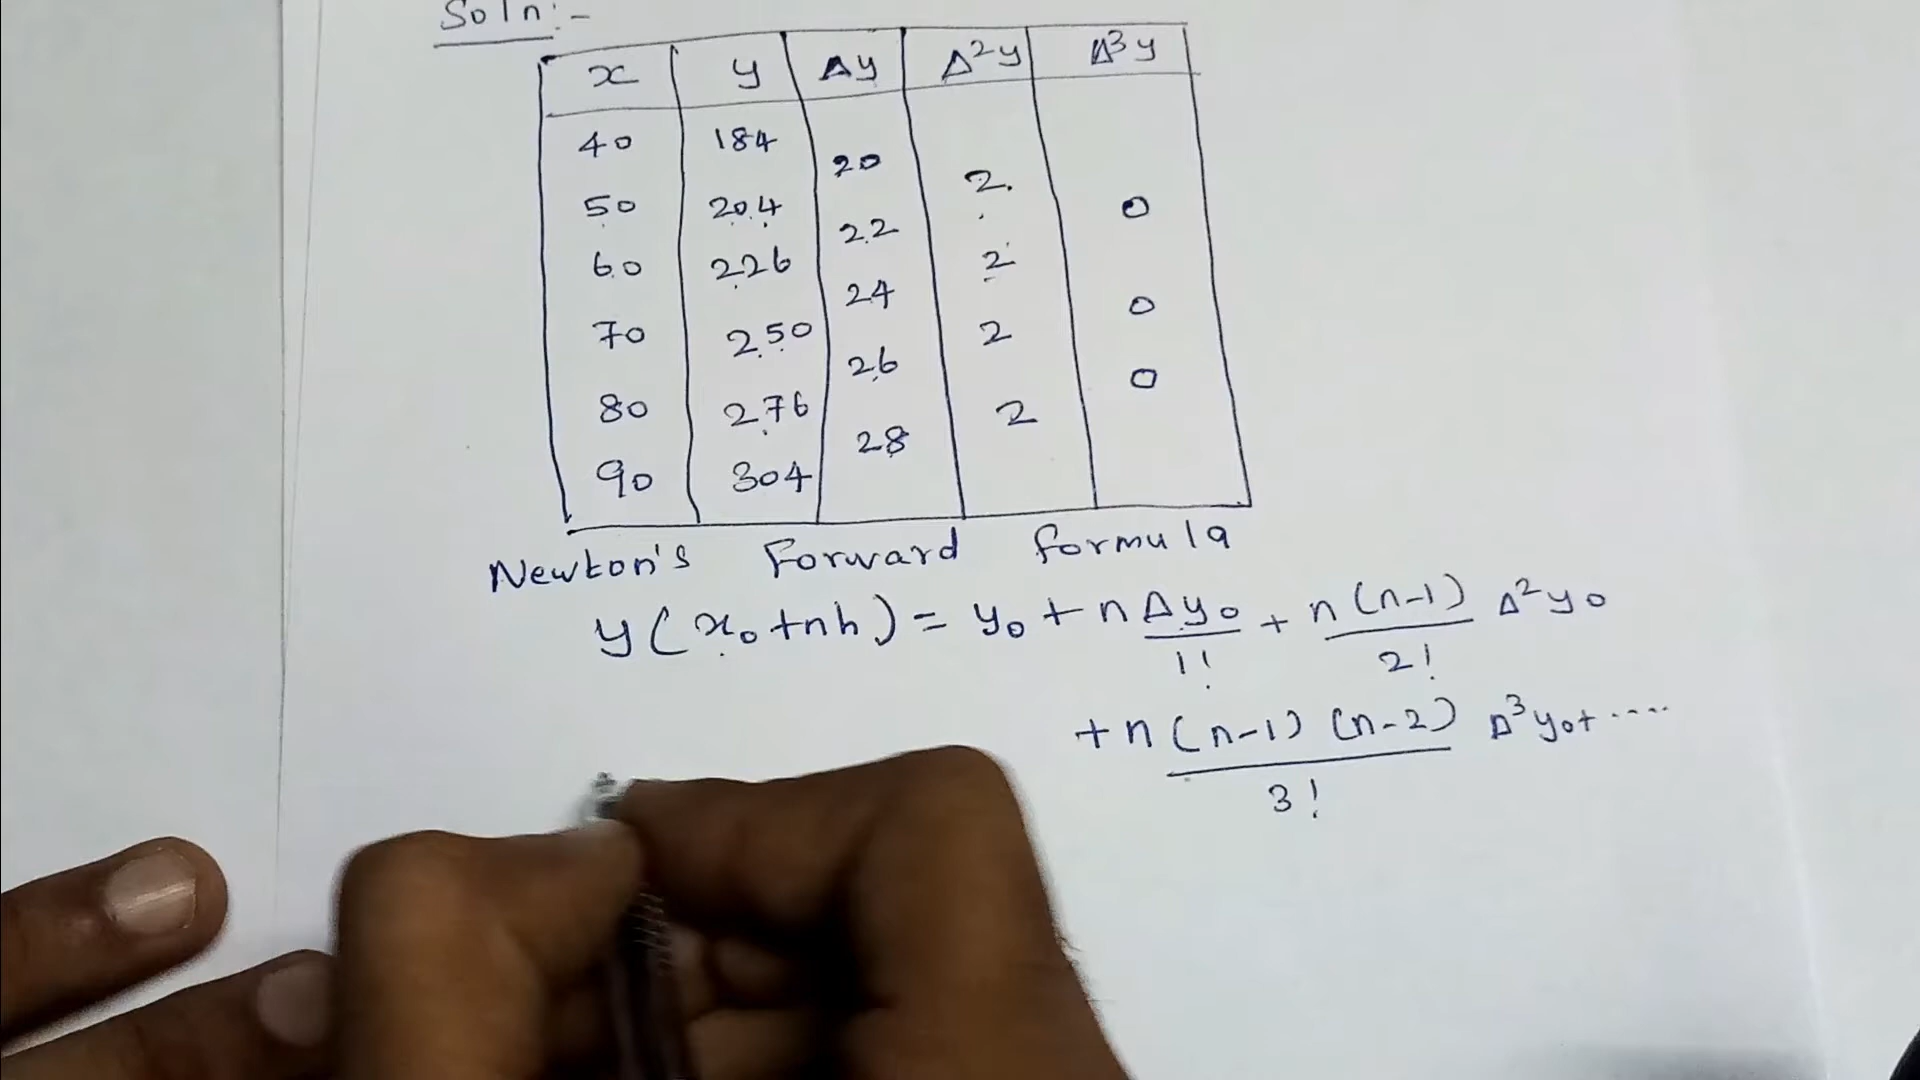 Soln:-
x y Δy Δ²y Δ³y
40 184
20
2
50 204 0
22
60 226 2
24
0
70 250 2
26
0
80 276 2
28
90 304
Newton's Forward formula
y(x₀+nh) = y₀ + n Δy₀/1! + n(n-1)/2! Δ²y₀
+ n(n-1)(n-2)/3! Δ³y₀+ ....